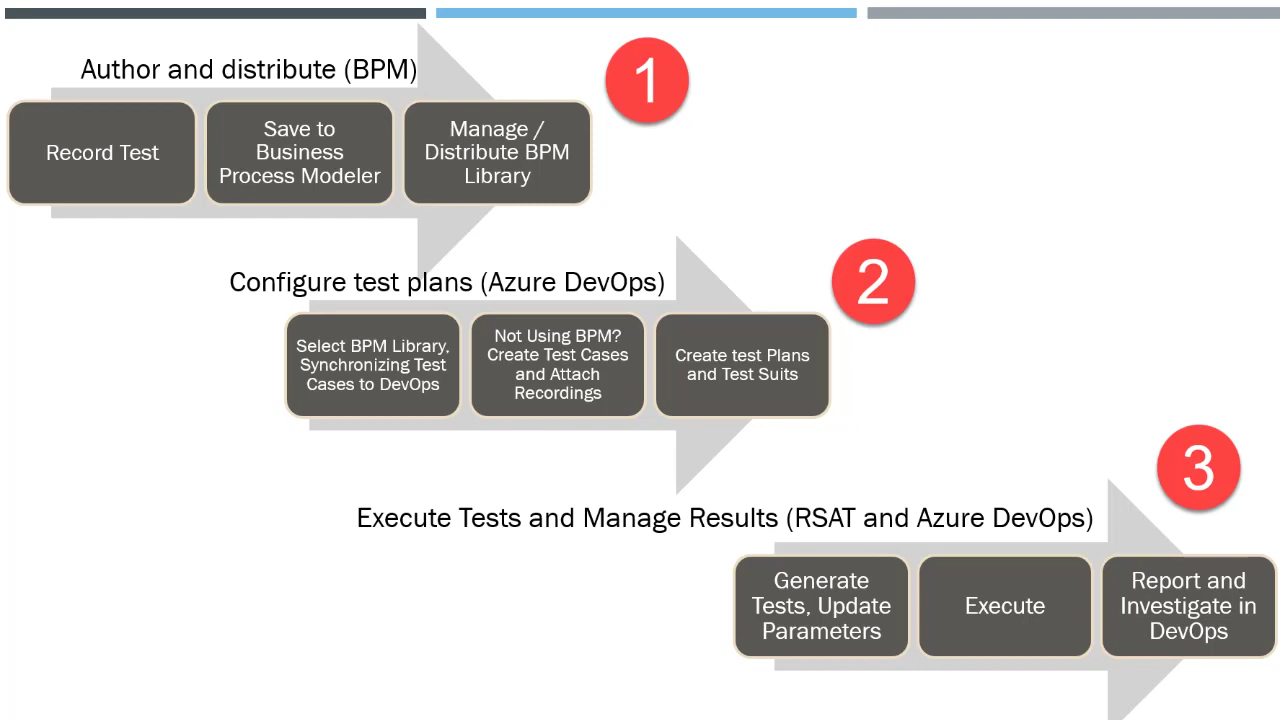 Author and distribute (BPM)
1
Record Test
Save to
Business
Process Modeler
Manage /
Distribute BPM
Library
Configure test plans (Azure DevOps)
2
Select BPM Library,
Synchronizing Test
Cases to DevOps
Not Using BPM?
Create Test Cases
and Attach
Recordings
Create test Plans
and Test Suits
3
Execute Tests and Manage Results (RSAT and Azure DevOps)
Generate
Tests, Update
Parameters
Execute
Report and
Investigate in
DevOps